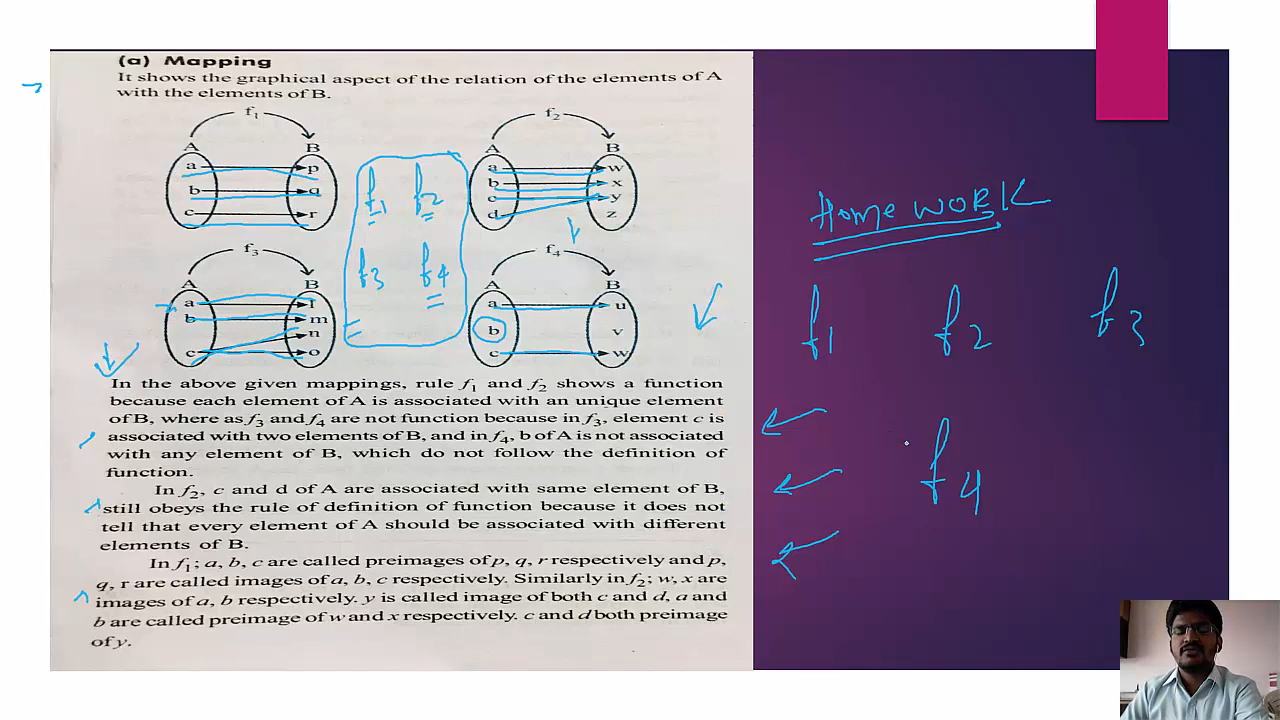 (a) Mapping
It shows the graphical aspect of the relation of the elements of A
with the elements of B.
f₁
A B
a p
b q
c r
f₂
A B
a w
b x
c y
d z
f₁ f₂
f₃ f₄
f₃
A B
a l
b m
n
c o
f₄
A B
a u
b v
c w
In the above given mappings, rule f₁ and f₂ shows a function
because each element of A is associated with an unique element
of B, where as f₃ and f₄ are not function because in f₃, element c is
associated with two elements of B, and in f₄, b of A is not associated
with any element of B, which do not follow the definition of
function.
In f₂, c and d of A are associated with same element of B,
still obeys the rule of definition of function because it does not
tell that every element of A should be associated with different
elements of B.
In f₁; a, b, c are called preimages of p, q, r respectively and p,
q, r are called images of a, b, c respectively. Similarly in f₂; w, x are
images of a, b respectively. y is called image of both c and d, a and
b are called preimage of w and x respectively. c and d both preimage
of y.
Home WORK
f₁ f₂ f₃
f₄